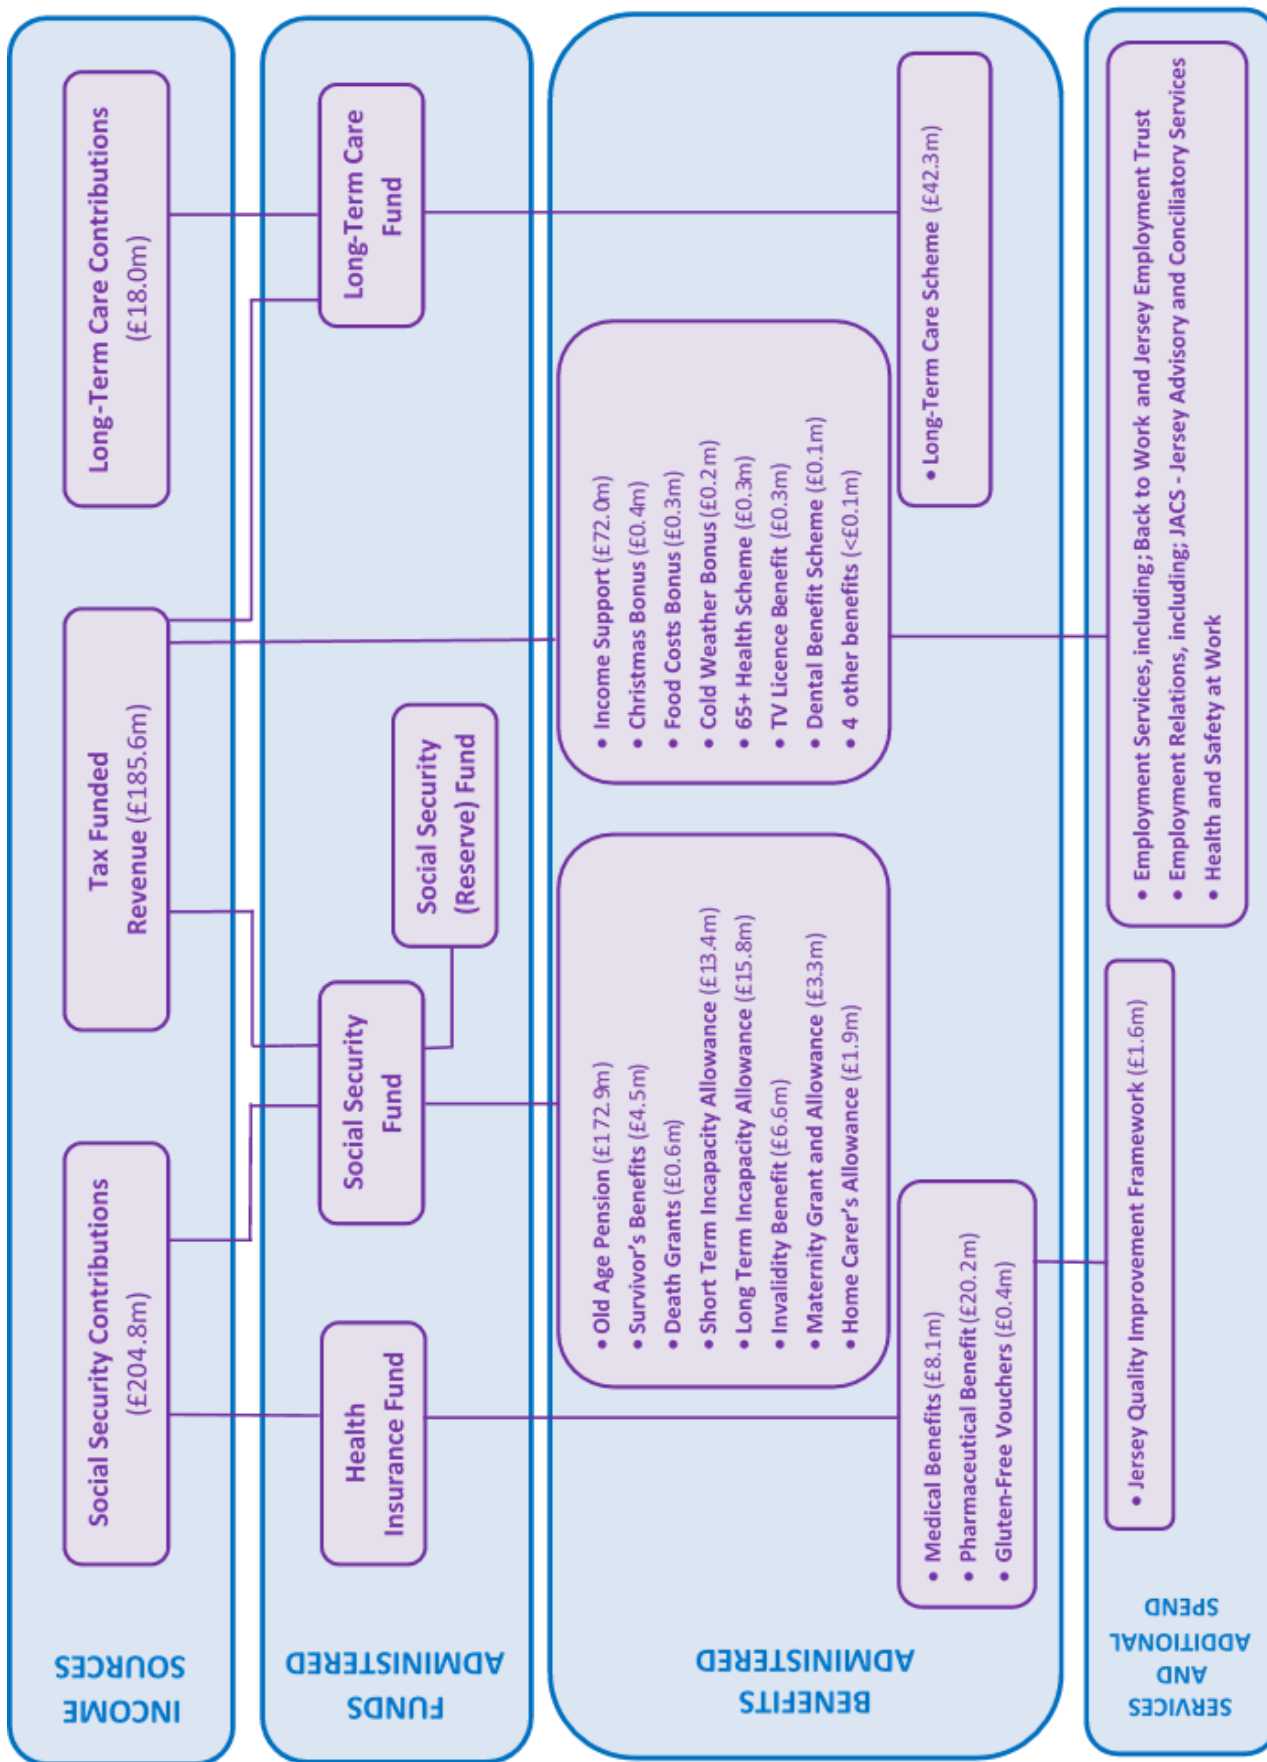 INCOME
SOURCES
Social Security Contributions
(£204.8m)
Tax Funded
Revenue (£185.6m)
Long-Term Care Contributions
(£18.0m)
FUNDS
ADMINISTERED
Health
Insurance Fund
Social Security
Fund
Social Security
(Reserve) Fund
Long-Term Care
Fund
BENEFITS
ADMINISTERED
• Old Age Pension (£172.9m)
• Survivor's Benefits (£4.5m)
• Death Grants (£0.6m)
• Short Term Incapacity Allowance (£13.4m)
• Long Term Incapacity Allowance (£15.8m)
• Invalidity Benefit (£6.6m)
• Maternity Grant and Allowance (£3.3m)
• Home Carer's Allowance (£1.9m)
• Income Support (£72.0m)
• Christmas Bonus (£0.4m)
• Food Costs Bonus (£0.3m)
• Cold Weather Bonus (£0.2m)
• 65+ Health Scheme (£0.3m)
• TV Licence Benefit (£0.3m)
• Dental Benefit Scheme (£0.1m)
• 4 other benefits (<£0.1m)
• Medical Benefits (£8.1m)
• Pharmaceutical Benefit (£20.2m)
• Gluten-Free Vouchers (£0.4m)
• Long-Term Care Scheme (£42.3m)
SERVICES
AND
ADDITIONAL
SPEND
• Jersey Quality Improvement Framework (£1.6m)
• Employment Services, including; Back to Work and Jersey Employment Trust
• Employment Relations, including; JACS - Jersey Advisory and Conciliatory Services
• Health and Safety at Work